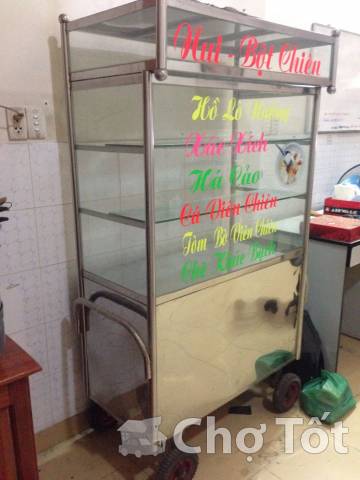 Nui - Bột Chiên
Hồ Lô Nướng
Xúc Xích
Há Cảo
Cá Viên Chiên
Tôm Bò Viên Chiên
Chợ Tốt